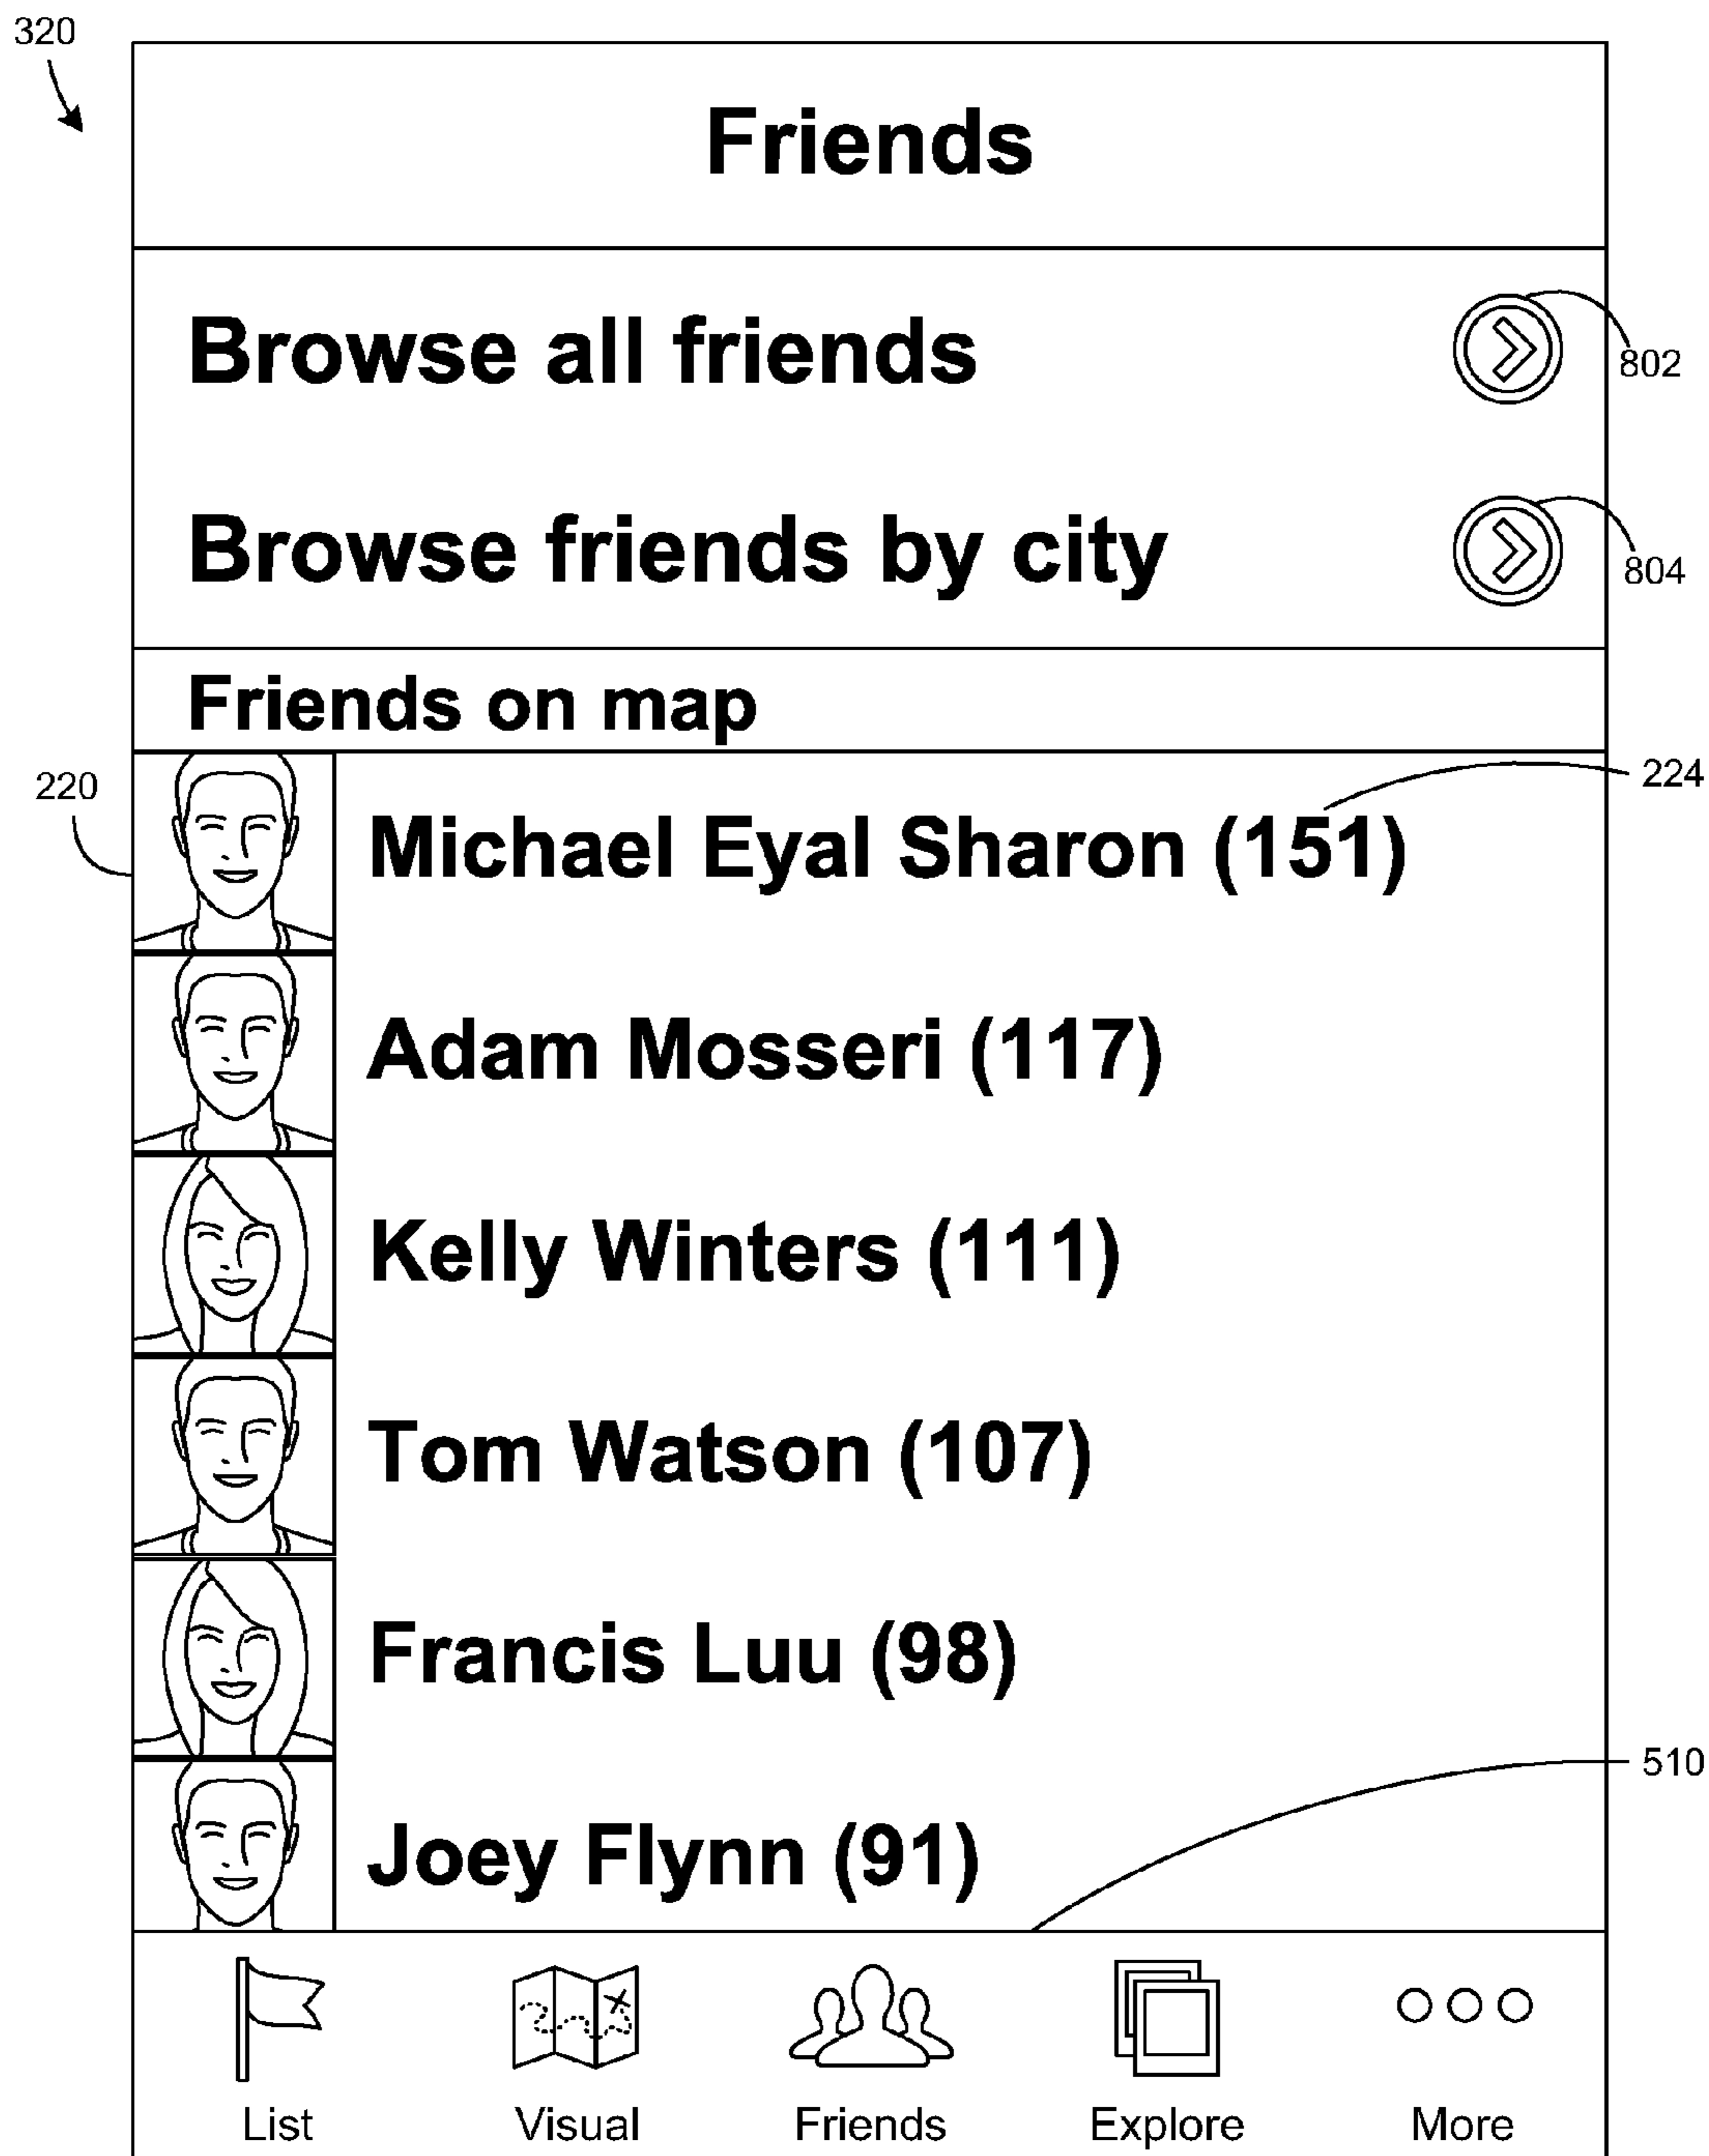 320
Friends
Browse all friends
802
Browse friends by city
804
Friends on map
220
224
Michael Eyal Sharon (151)
Adam Mosseri (117)
Kelly Winters (111)
Tom Watson (107)
Francis Luu (98)
510
Joey Flynn (91)
List Visual Friends Explore More